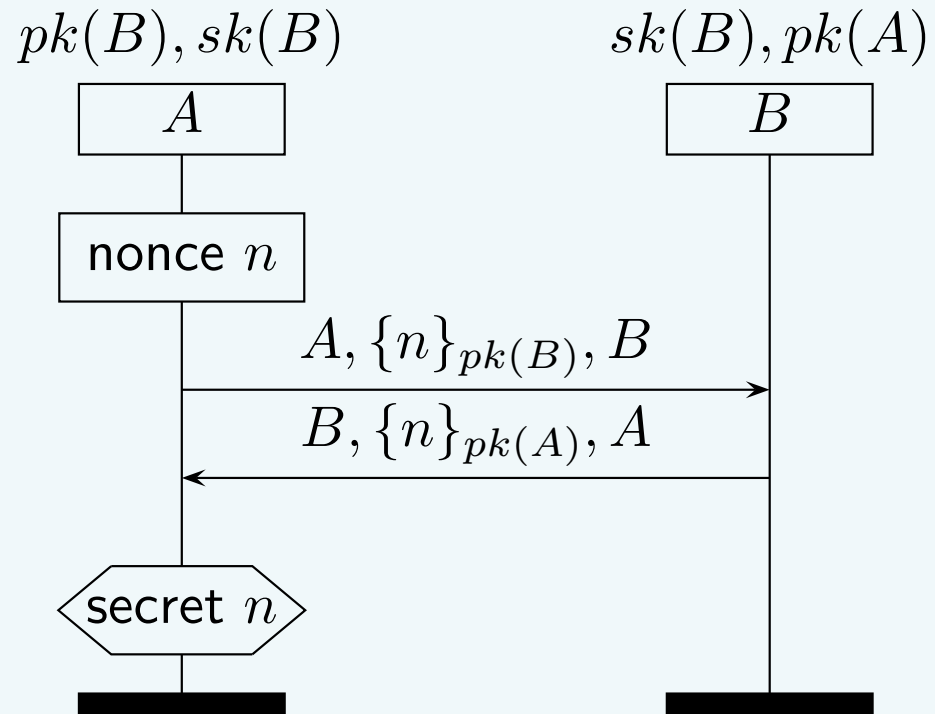 pk(B), sk(B)
sk(B), pk(A)
A
B
nonce n
A, {n}_{pk(B)}, B
B, {n}_{pk(A)}, A
secret n